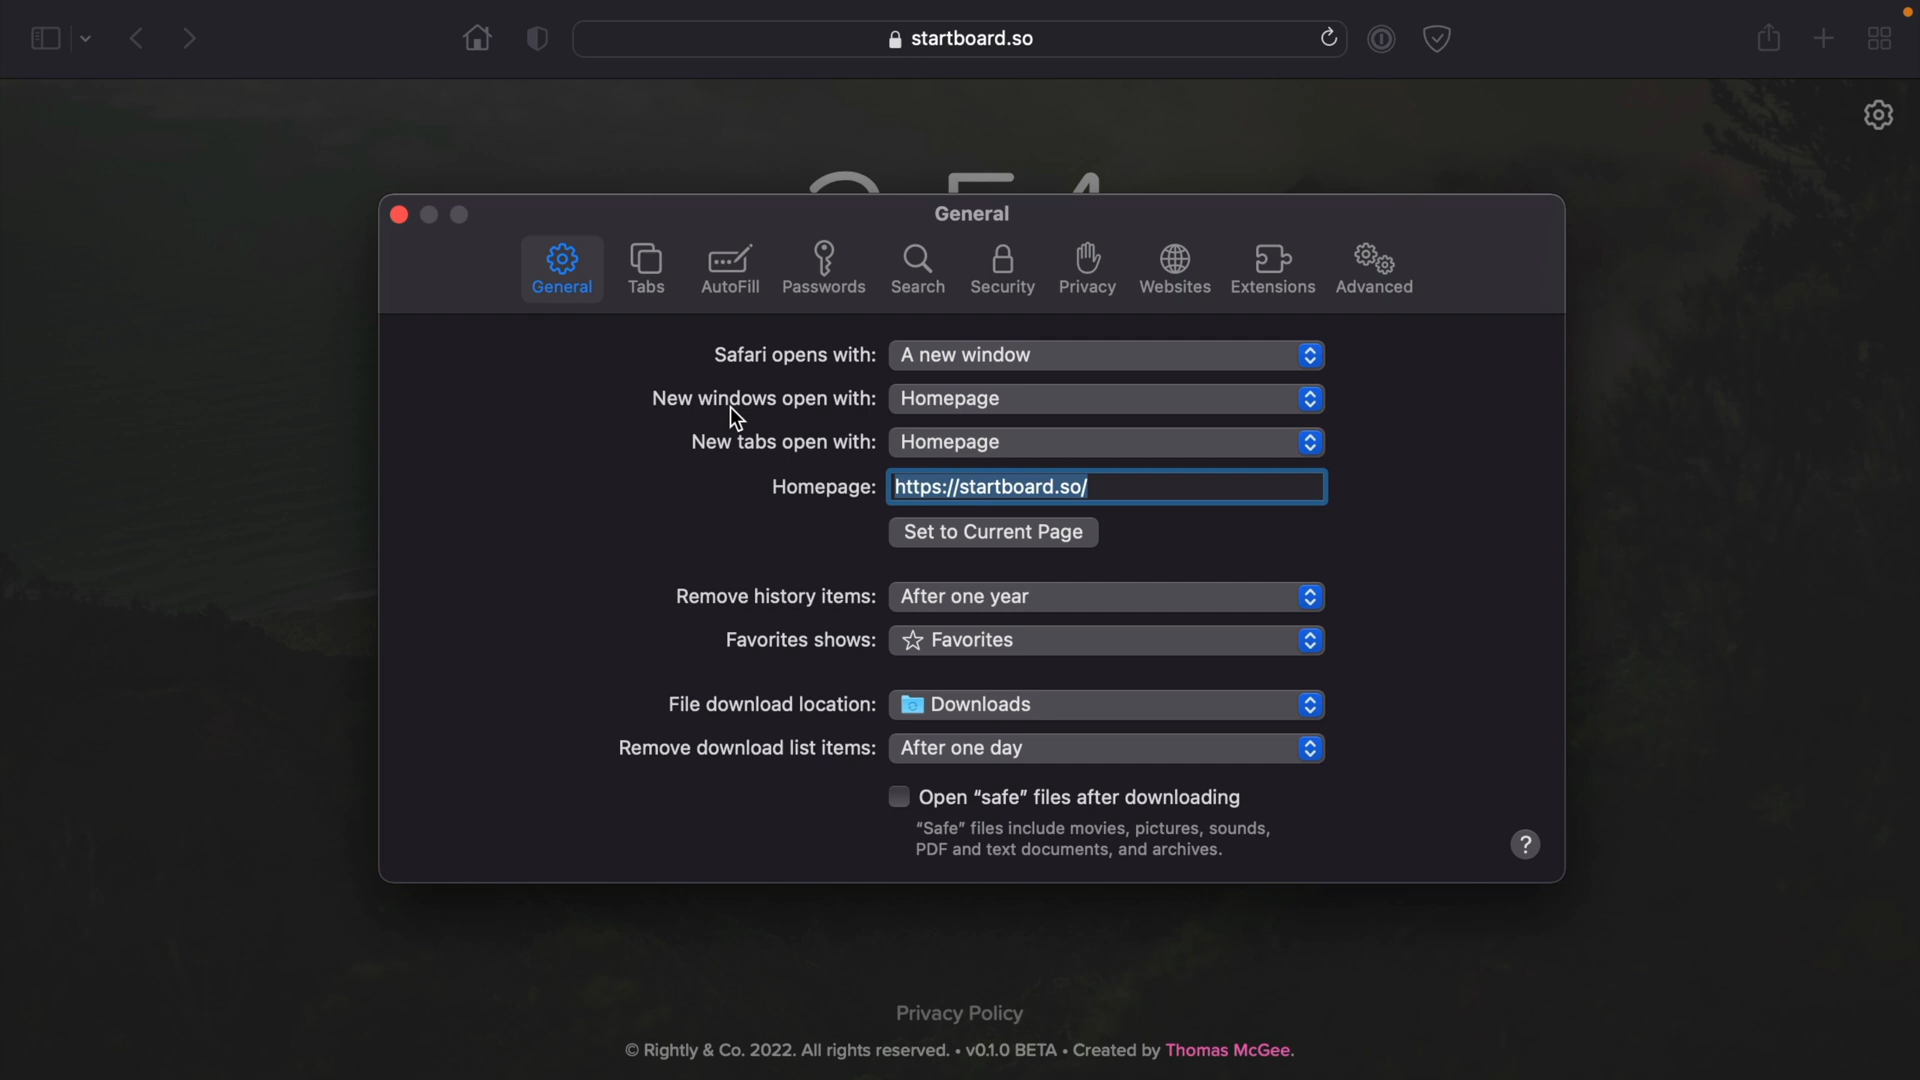 startboard.so
General
General Tabs AutoFill Passwords Search Security Privacy Websites Extensions Advanced
Safari opens with: A new window
New windows open with: Homepage
New tabs open with: Homepage
Homepage: https://startboard.so/
Set to Current Page
Remove history items: After one year
Favorites shows: Favorites
File download location: Downloads
Remove download list items: After one day
Open “safe” files after downloading
“Safe” files include movies, pictures, sounds,
PDF and text documents, and archives.
?
Privacy Policy
© Rightly & Co. 2022. All rights reserved. • v0.1.0 BETA • Created by Thomas McGee.